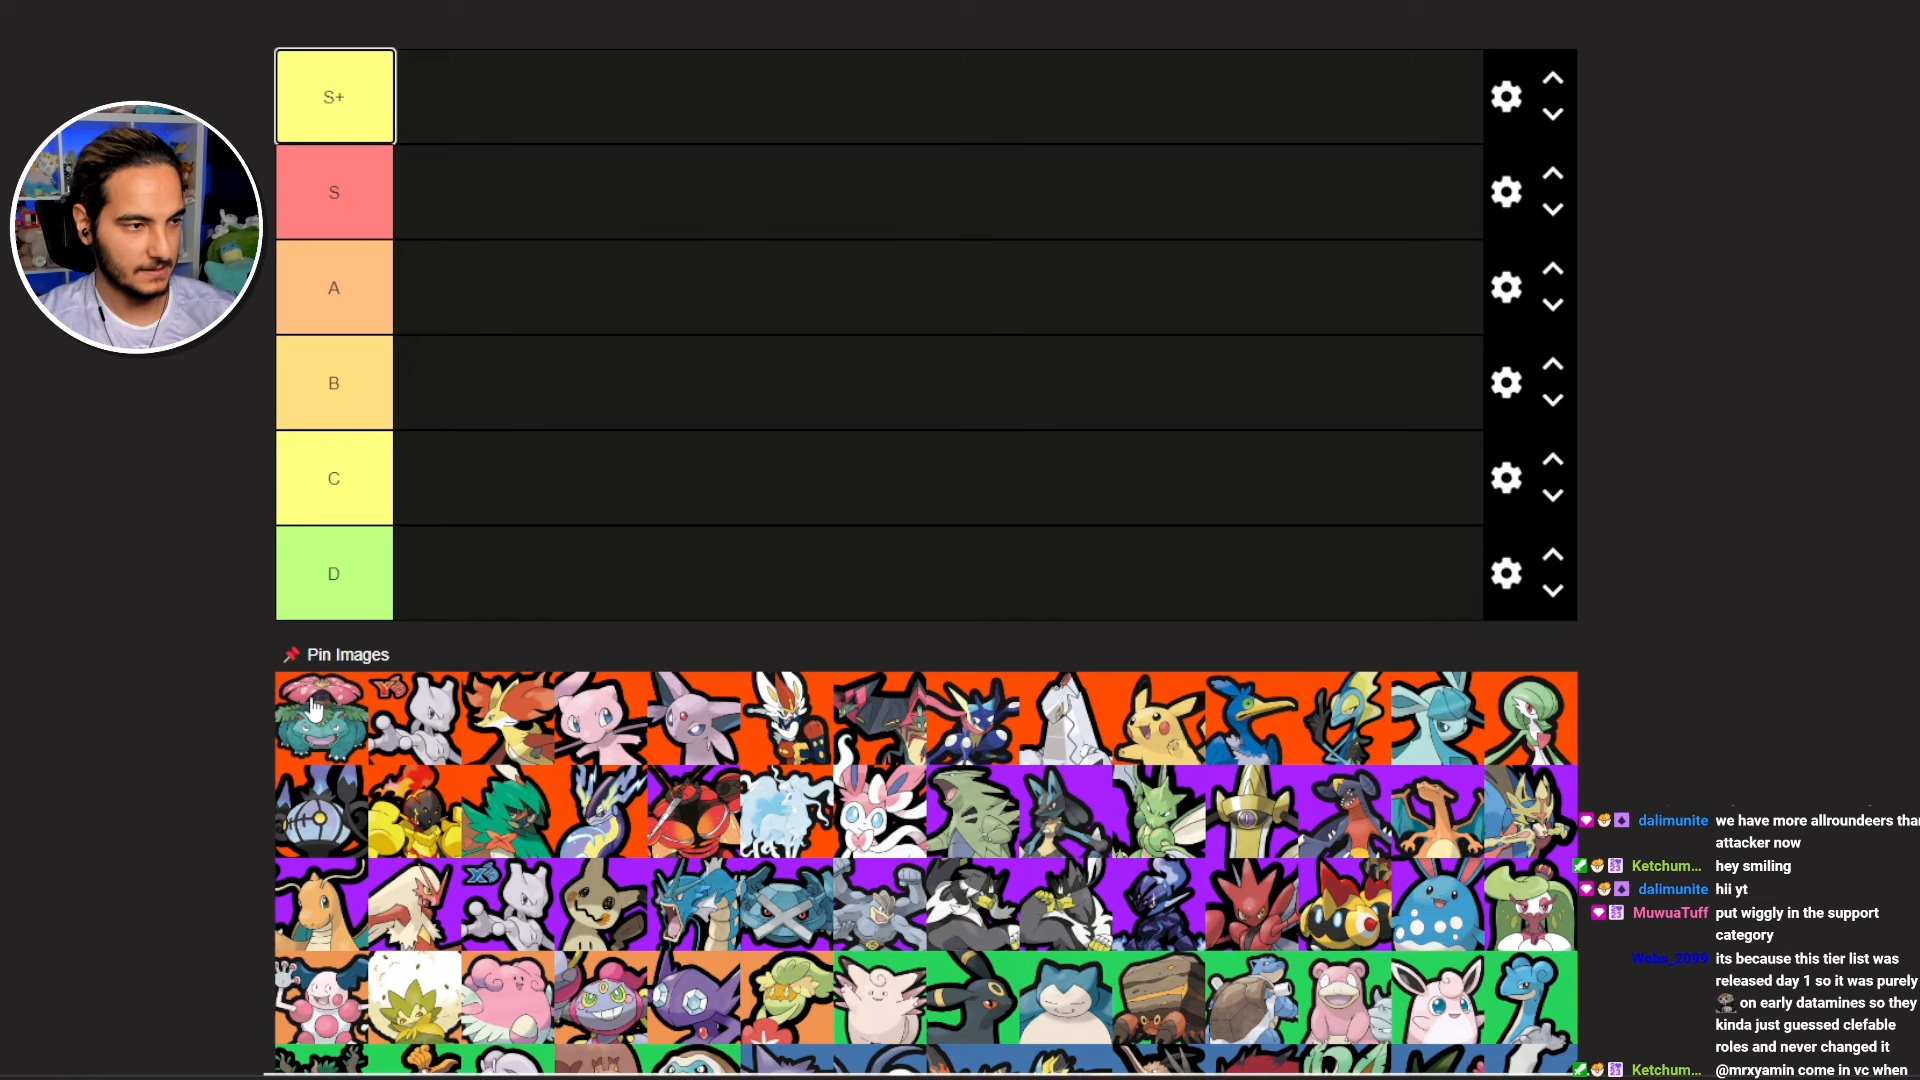 S+
S
A
B
C
D
Pin Images
Y
X
dalimunite we have more allroundeers than
attacker now
Ketchum... hey smiling
dalimunite hii yt
MuwuaTuff put wiggly in the support
category
its because this tier list was
released day 1 so it was purely
on early datamines so they
kinda just guessed clefable
roles and never changed it
Ketchum... @mrxyamin come in vc when